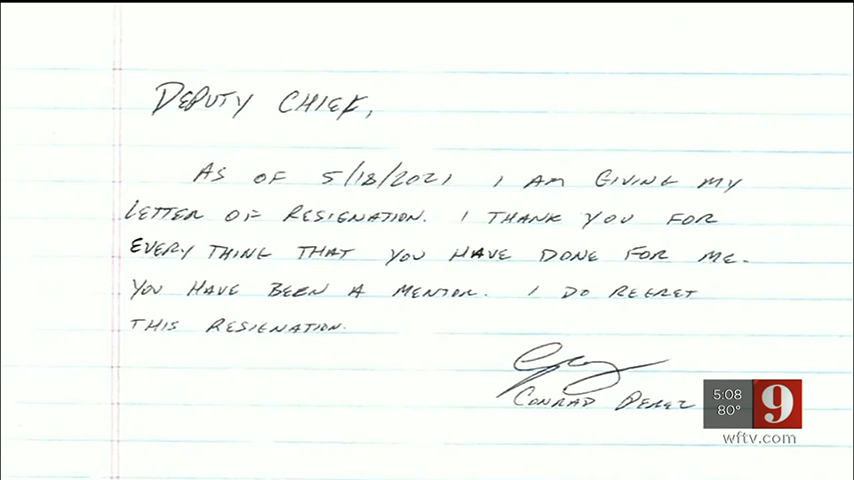 DEPUTY CHIEF,
AS OF 5/18/2021 I AM GIVING MY
LETTER OF RESIGNATION. I THANK YOU FOR
EVERY THING THAT YOU HAVE DONE FOR ME.
YOU HAVE BEEN A MENTOR. I DO REGRET
THIS RESIGNATION.
CONRAD PEREZ
5:08
80°
9
wftv.com